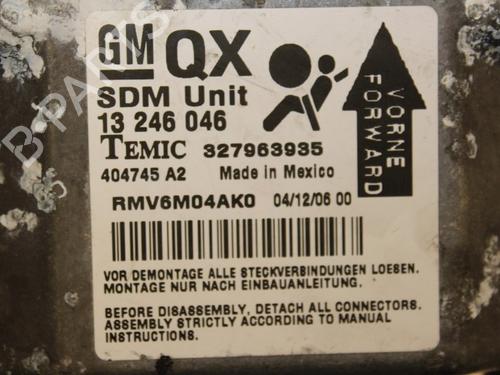 GM QX
SDM Unit
13 246 046
TEMIC 327963935
404745 A2 Made in Mexico
VORNE
FORWARD
RMV6M04AK0 04/12/06 00
VOR DEMONTAGE ALLE STECKVERBINDUNGEN LOESEN.
MONTAGE NUR NACH EINBAUANLEITUNG.
BEFORE DISASSEMBLY, DETACH ALL CONNECTORS.
ASSEMBLY STRICTLY ACCORDING TO MANUAL
INSTRUCTIONS.
B-PARTS